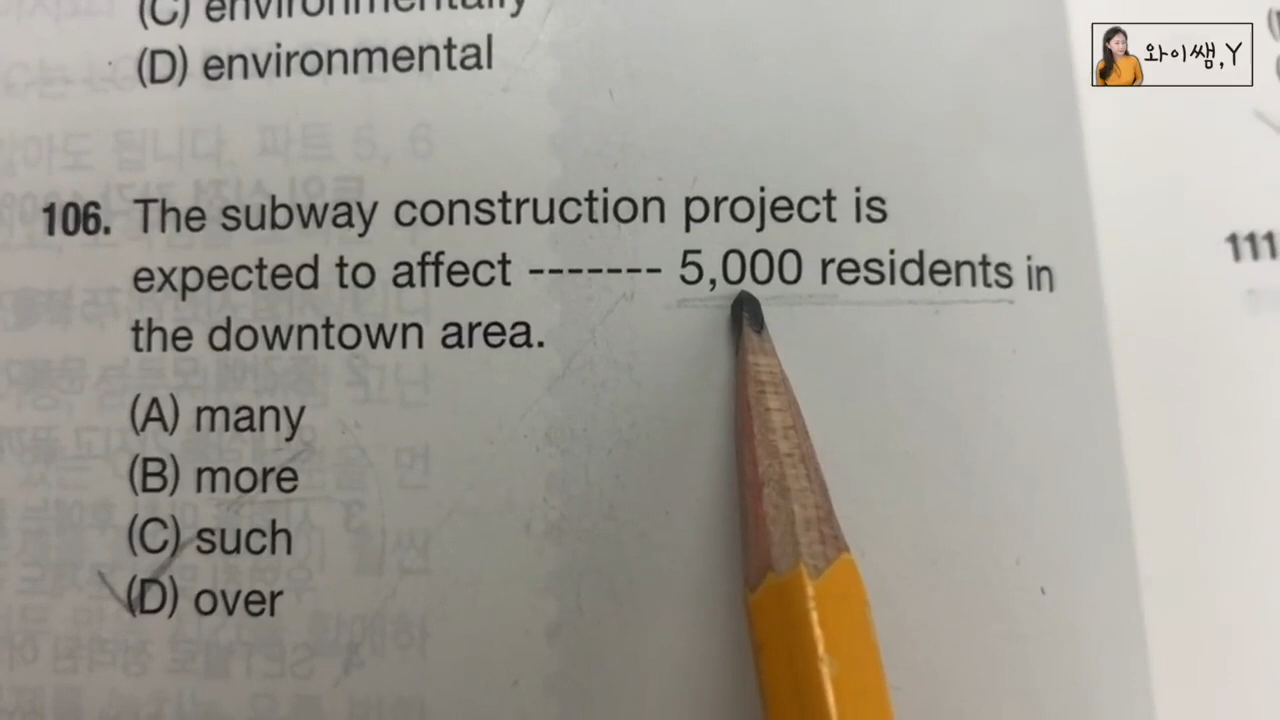 (C) environmentally
(D) environmental
와이쌤,Y
106. The subway construction project is
expected to affect ------- 5,000 residents in
the downtown area.
(A) many
(B) more
(C) such
(D) over
111